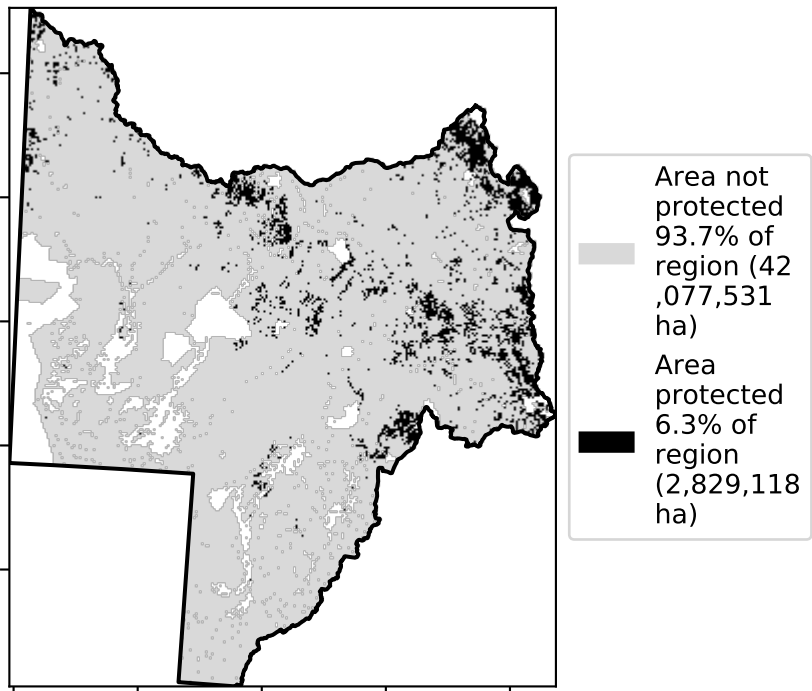 Area not
protected
93.7% of
region (42
,077,531
ha)
Area
protected
6.3% of
region
(2,829,118
ha)